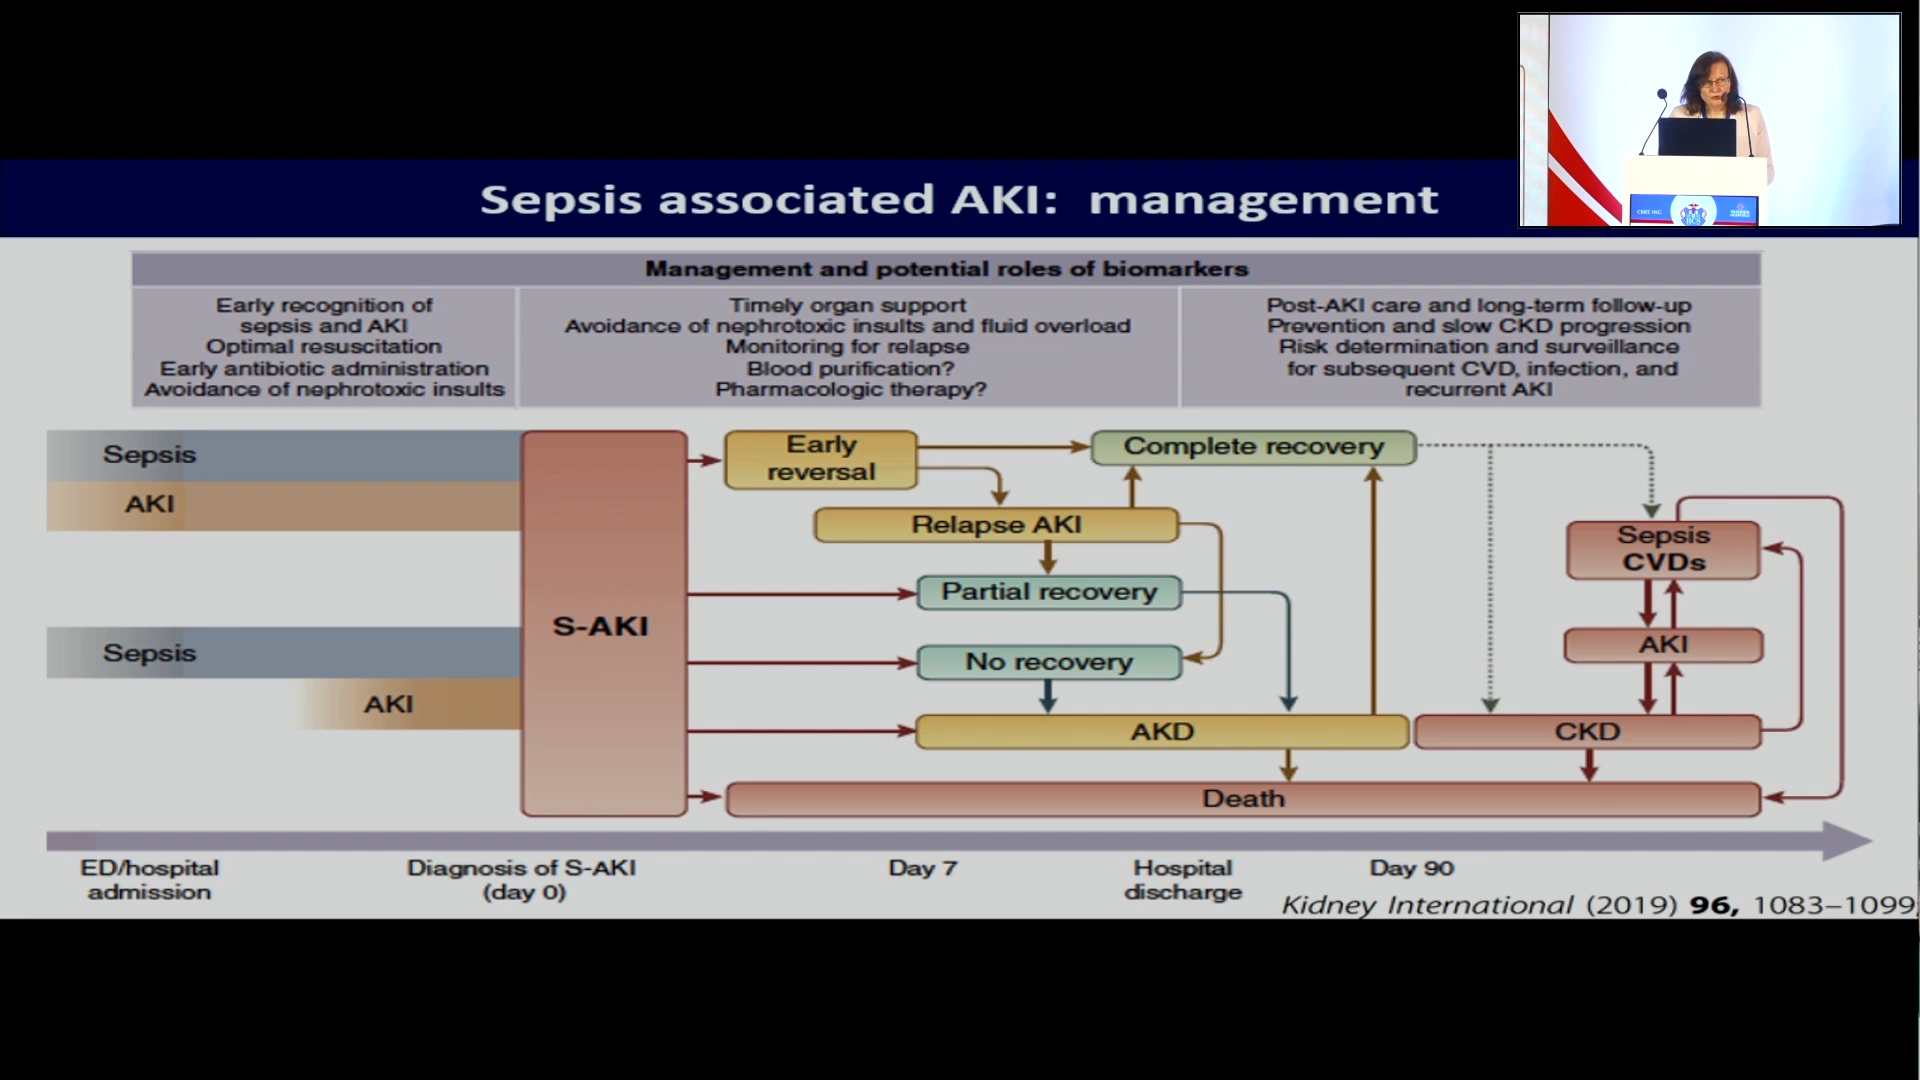 Sepsis associated AKI: management
Management and potential roles of biomarkers
Early recognition of
sepsis and AKI
Optimal resuscitation
Early antibiotic administration
Avoidance of nephrotoxic insults
Timely organ support
Avoidance of nephrotoxic insults and fluid overload
Monitoring for relapse
Blood purification?
Pharmacologic therapy?
Post-AKI care and long-term follow-up
Prevention and slow CKD progression
Risk determination and surveillance
for subsequent CVD, infection, and
recurrent AKI
Sepsis
AKI
Sepsis
AKI
S-AKI
Early
reversal
Complete recovery
Relapse AKI
Partial recovery
No recovery
AKD
Death
Sepsis
CVDs
AKI
CKD
ED/hospital
admission
Diagnosis of S-AKI
(day 0)
Day 7
Hospital
discharge
Day 90
Kidney International (2019) 96, 1083–1099